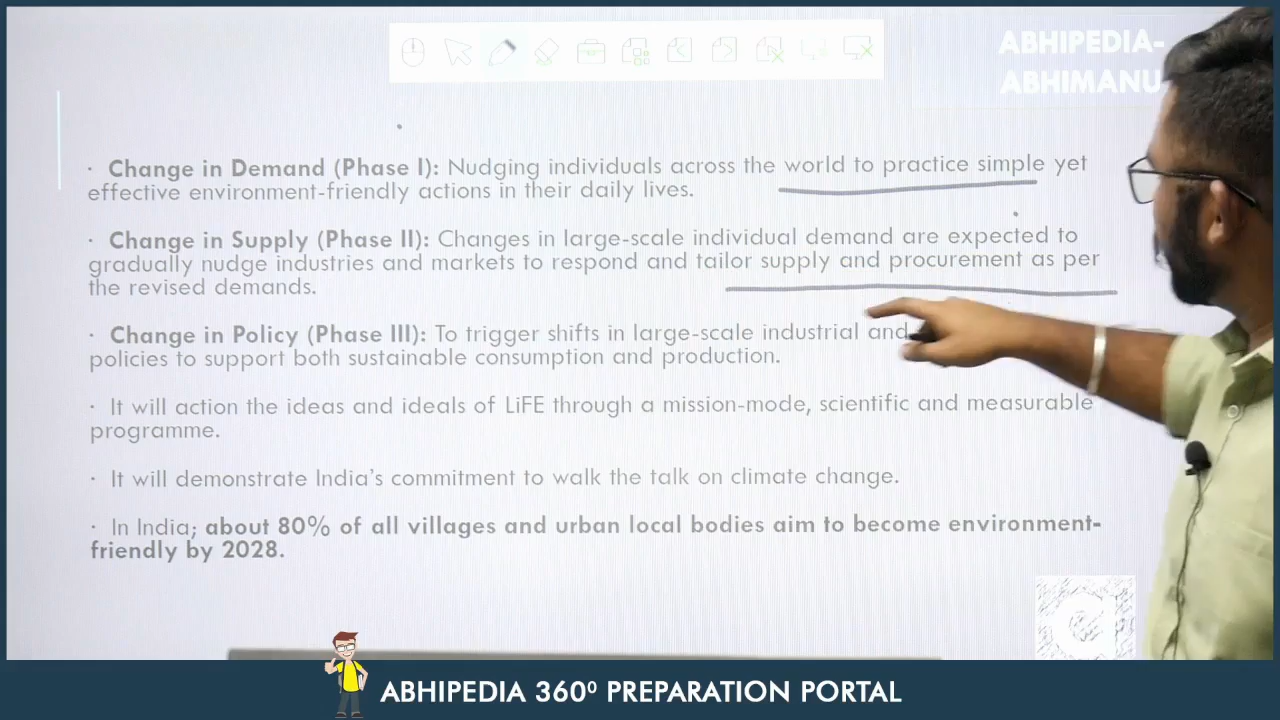 ABHIPEDIA-
ABHIMANU
· Change in Demand (Phase I): Nudging individuals across the world to practice simple yet
effective environment-friendly actions in their daily lives.
· Change in Supply (Phase II): Changes in large-scale individual demand are expected to
gradually nudge industries and markets to respond and tailor supply and procurement as per
the revised demands.
· Change in Policy (Phase III): To trigger shifts in large-scale industrial and
policies to support both sustainable consumption and production.
· It will action the ideas and ideals of LiFE through a mission-mode, scientific and measurable
programme.
· It will demonstrate India's commitment to walk the talk on climate change.
· In India; about 80% of all villages and urban local bodies aim to become environment-
friendly by 2028.
ABHIPEDIA 360⁰ PREPARATION PORTAL